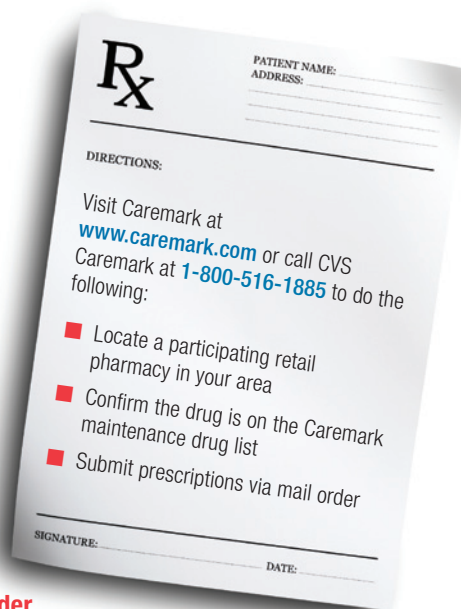 Rx
PATIENT NAME:
ADDRESS:
DIRECTIONS:
Visit Caremark at
www.caremark.com or call CVS
Caremark at 1-800-516-1885 to do the
following:
Locate a participating retail
pharmacy in your area
Confirm the drug is on the Caremark
maintenance drug list
Submit prescriptions via mail order
SIGNATURE:
DATE: